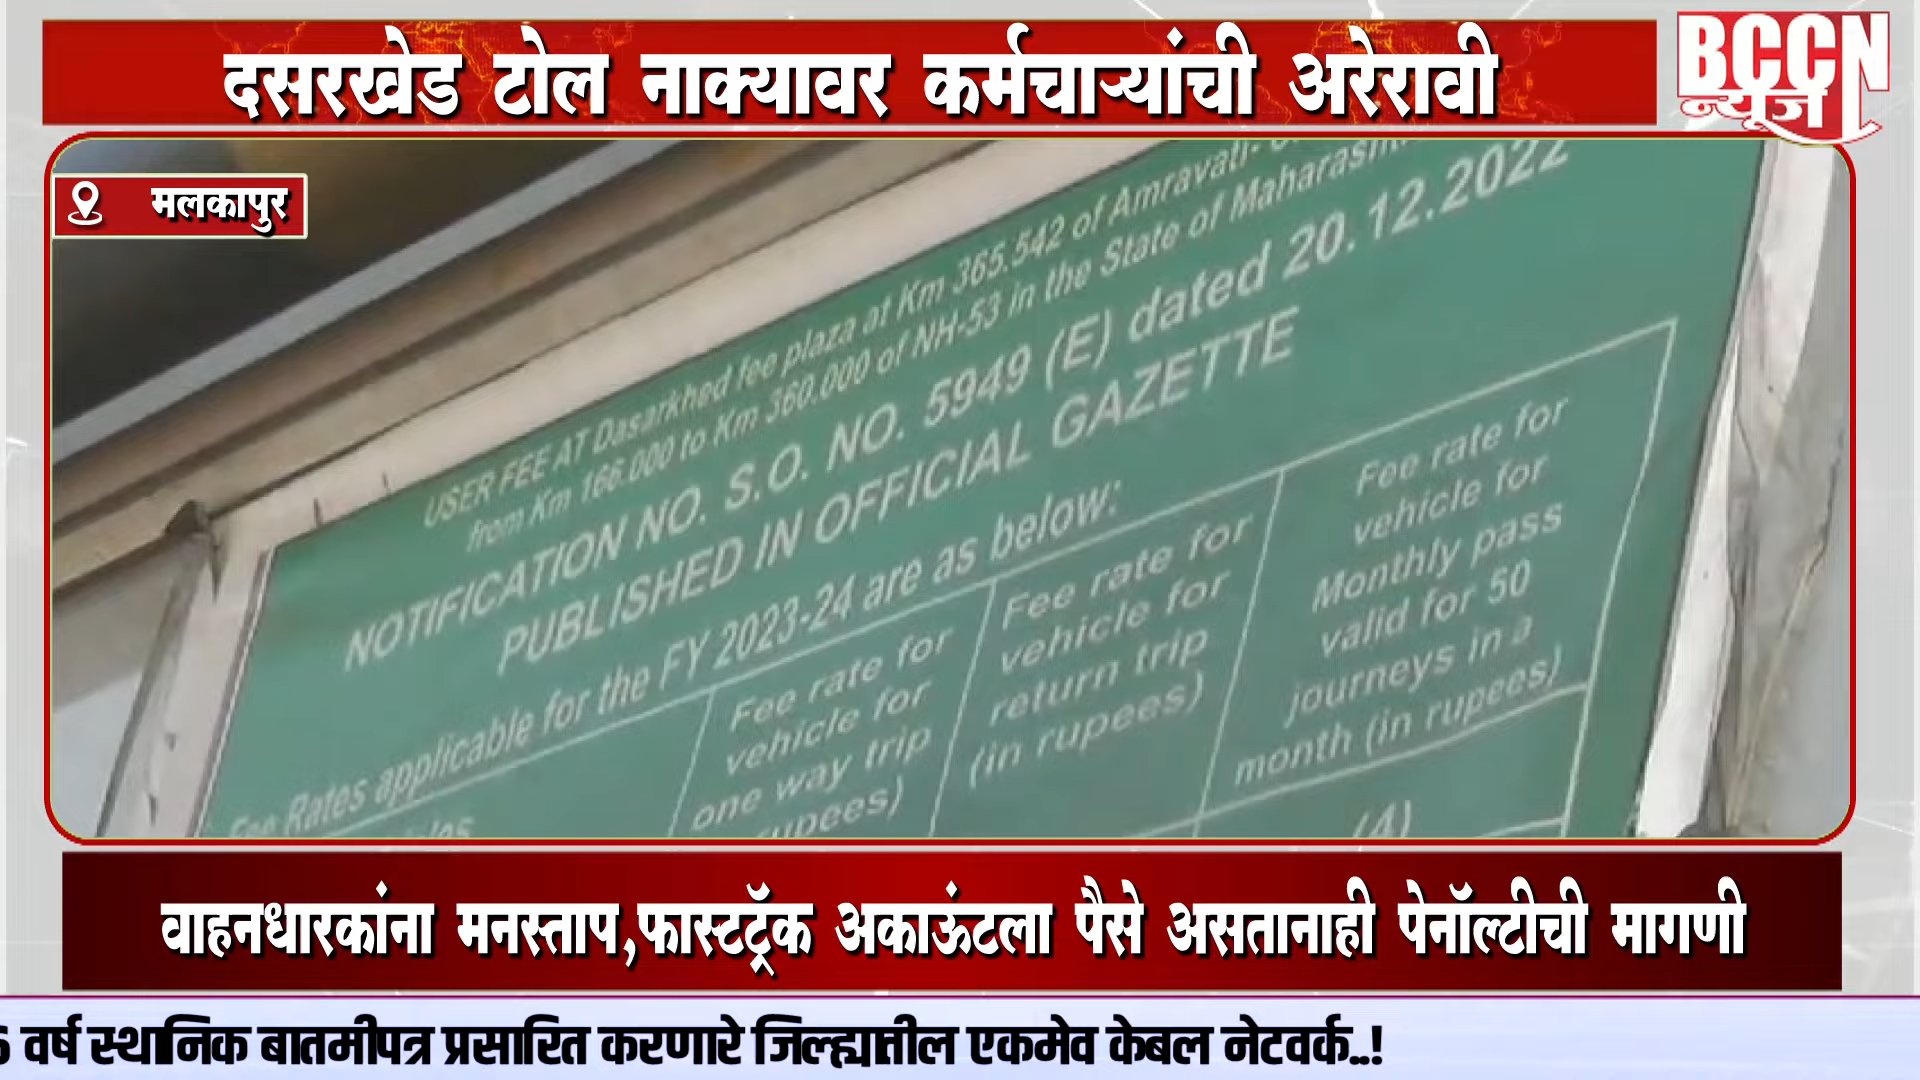 दसरखेड टोल नाक्यावर कर्मचाऱ्यांची अरेरावी
BCCN
न्यूज
मलकापुर
USER FEE AT Dasarkhed fee plaza at Km 365.542 of Amravati-
from Km 166.000 to Km 360.000 of NH-53 in the State of
NOTIFICATION NO. S.O. NO. 5949 (E) dated 20.12.2022
PUBLISHED IN OFFICIAL GAZETTE
Fee Rates applicable for the FY 2023-24 are as below:
Fee rate for
vehicle for
one way trip
Fee rate for
vehicle for
return trip
(in rupees)
Fee rate for
vehicle for
Monthly pass
valid for 50
journeys in a
month (in rupees)
(4)
वाहनधारकांना मनस्ताप,फास्टट्रॅक अकाऊंटला पैसे असतानाही पेनॉल्टीची मागणी
वर्ष स्थानिक बातमीपत्र प्रसारित करणारे जिल्ह्यातील एकमेव केबल नेटवर्क..!